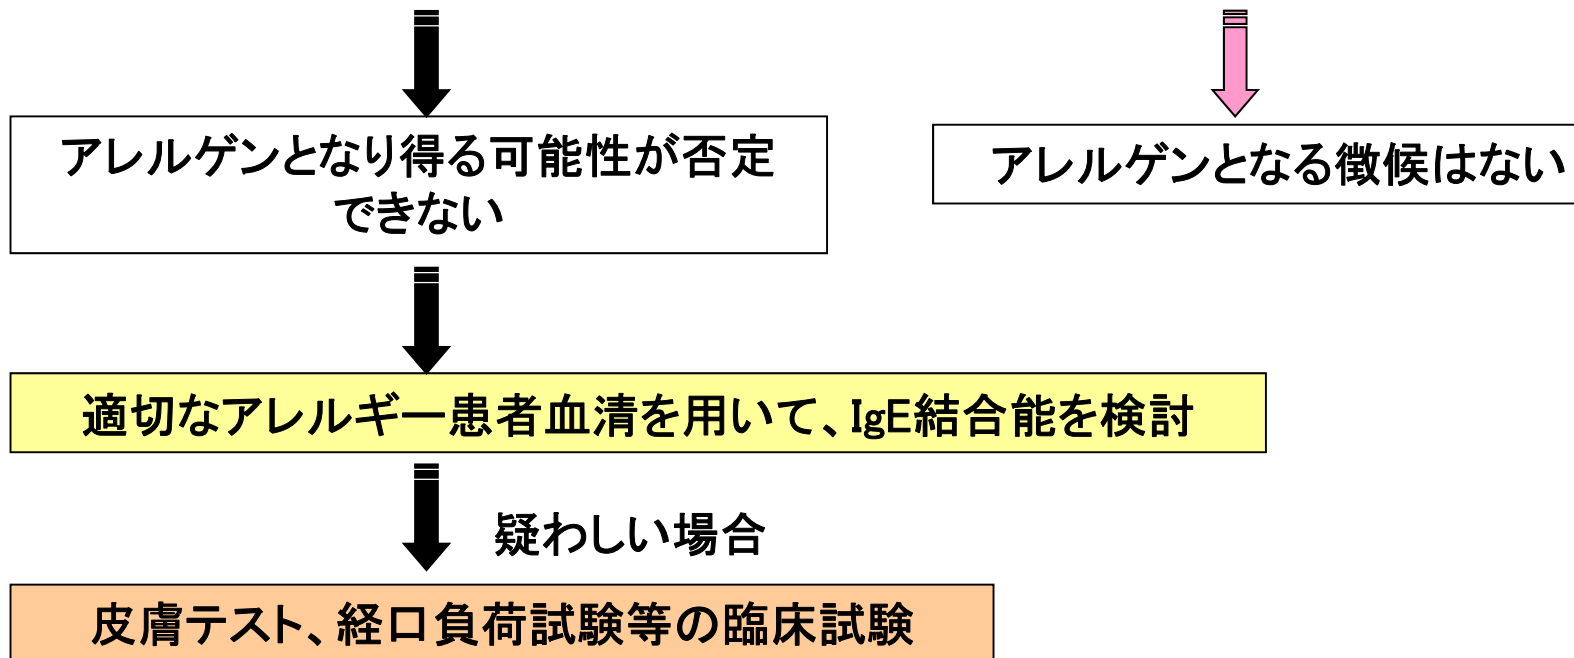 アレルゲンとなり得る可能性が否定
できない
アレルゲンとなる徴候はない
適切なアレルギー患者血清を用いて、IgE結合能を検討
疑わしい場合
皮膚テスト、経口負荷試験等の臨床試験